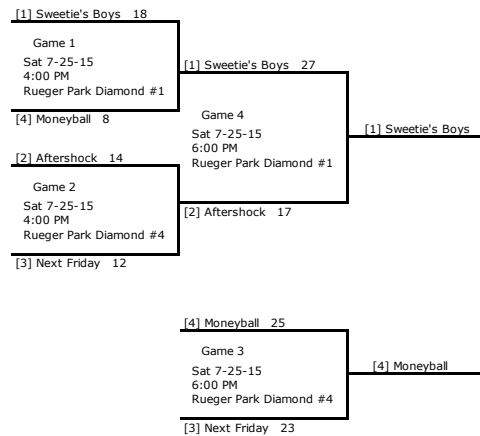 [1] Sweetie's Boys 18
Game 1
Sat 7-25-15
4:00 PM
Rueger Park Diamond #1
[4] Moneyball 8
[2] Aftershock 14
Game 2
Sat 7-25-15
4:00 PM
Rueger Park Diamond #4
[3] Next Friday 12
[1] Sweetie's Boys 27
Game 4
Sat 7-25-15
6:00 PM
Rueger Park Diamond #1
[2] Aftershock 17
[1] Sweetie's Boys
[4] Moneyball 25
Game 3
Sat 7-25-15
6:00 PM
Rueger Park Diamond #4
[3] Next Friday 23
[4] Moneyball